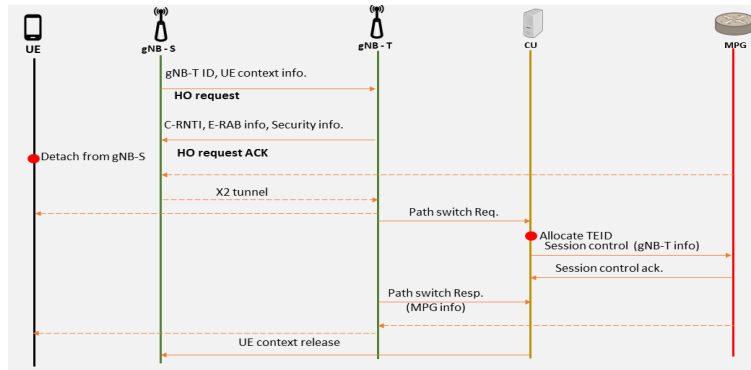 UE
gNB - S
gNB - T
CU
MPG
gNB-T ID, UE context info.
HO request
C-RNTI, E-RAB info, Security info.
HO request ACK
Detach from gNB-S
X2 tunnel
Path switch Req.
Allocate TEID
Session control (gNB-T info)
Session control ack.
Path switch Resp.
(MPG info)
UE context release